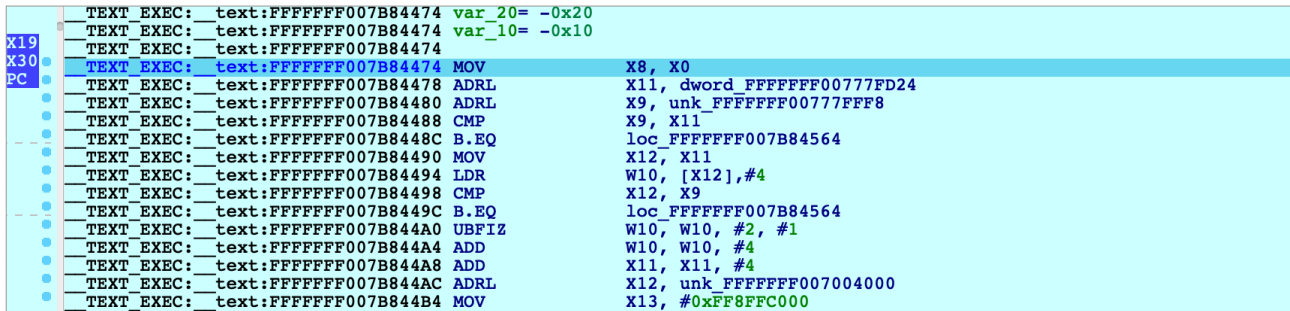 __TEXT_EXEC:__text:FFFFFFF007B84474 var_20= -0x20
__TEXT_EXEC:__text:FFFFFFF007B84474 var_10= -0x10
X19 __TEXT_EXEC:__text:FFFFFFF007B84474
X30 __TEXT_EXEC:__text:FFFFFFF007B84474 MOV X8, X0
PC __TEXT_EXEC:__text:FFFFFFF007B84478 ADRL X11, dword_FFFFFFF00777FD24
__TEXT_EXEC:__text:FFFFFFF007B84480 ADRL X9, unk_FFFFFFF00777FFF8
__TEXT_EXEC:__text:FFFFFFF007B84488 CMP X9, X11
__TEXT_EXEC:__text:FFFFFFF007B8448C B.EQ loc_FFFFFFF007B84564
__TEXT_EXEC:__text:FFFFFFF007B84490 MOV X12, X11
__TEXT_EXEC:__text:FFFFFFF007B84494 LDR W10, [X12],#4
__TEXT_EXEC:__text:FFFFFFF007B84498 CMP X12, X9
__TEXT_EXEC:__text:FFFFFFF007B8449C B.EQ loc_FFFFFFF007B84564
__TEXT_EXEC:__text:FFFFFFF007B844A0 UBFIZ W10, W10, #2, #1
__TEXT_EXEC:__text:FFFFFFF007B844A4 ADD W10, W10, #4
__TEXT_EXEC:__text:FFFFFFF007B844A8 ADD X11, X11, #4
__TEXT_EXEC:__text:FFFFFFF007B844AC ADRL X12, unk_FFFFFFF007004000
__TEXT_EXEC:__text:FFFFFFF007B844B4 MOV X13, #0xFF8FFC000